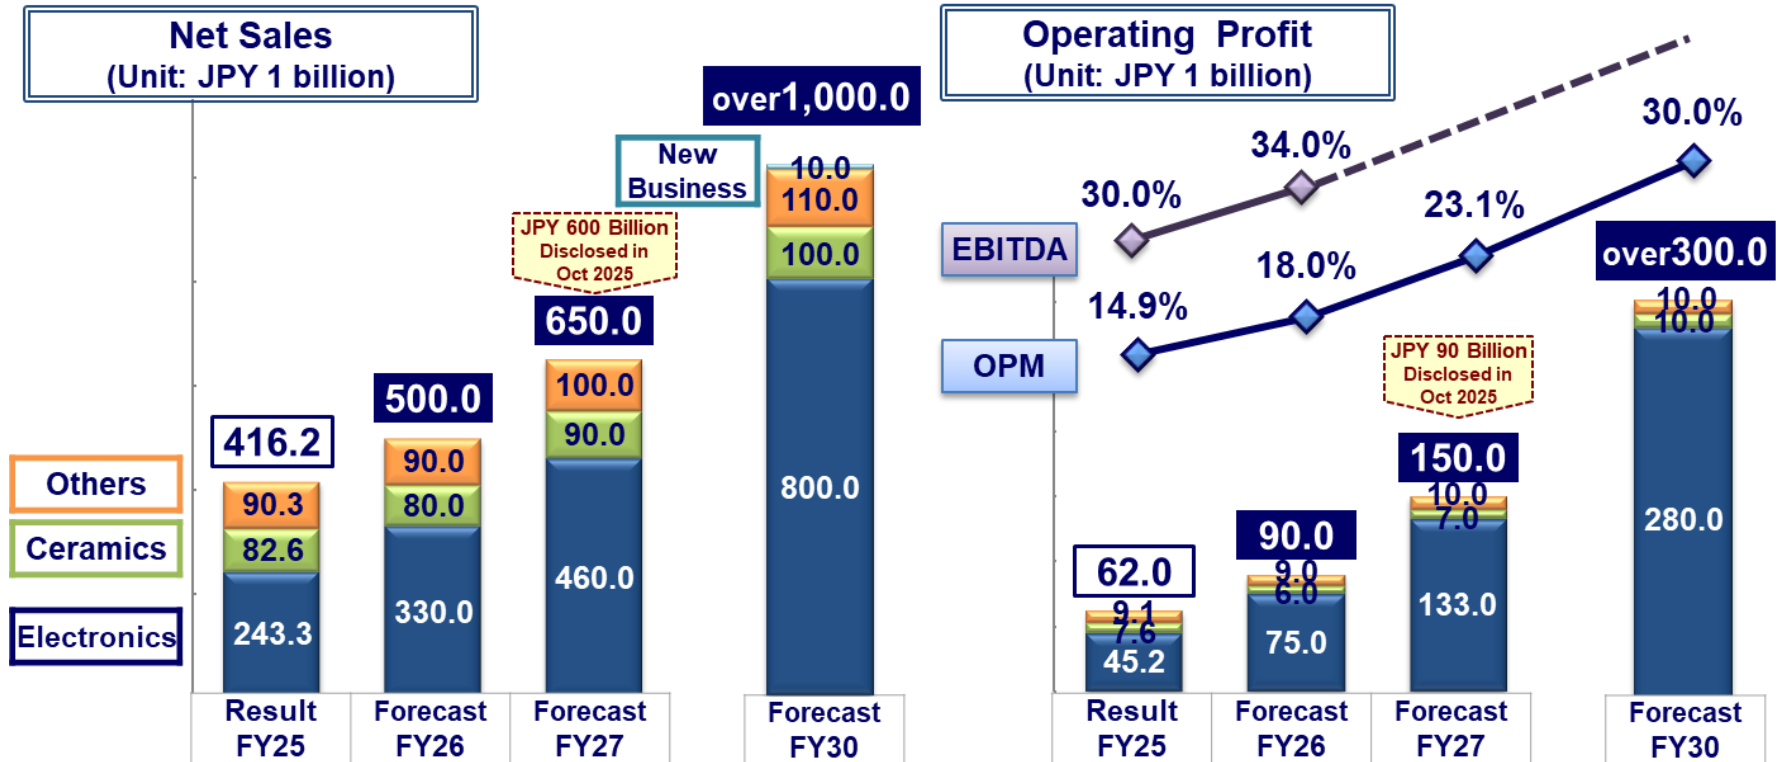 Net Sales
(Unit: JPY 1 billion)
over1,000.0
New
Business
10.0
110.0
100.0
800.0
JPY 600 Billion
Disclosed in
Oct 2025
650.0
100.0
90.0
460.0
500.0
90.0
80.0
330.0
416.2
90.3
82.6
243.3
Others
Ceramics
Electronics
Result
FY25
Forecast
FY26
Forecast
FY27
Forecast
FY30
Operating Profit
(Unit: JPY 1 billion)
30.0%
34.0%
EBITDA
14.9%
18.0%
23.1%
30.0%
OPM
over300.0
10.0
10.0
280.0
JPY 90 Billion
Disclosed in
Oct 2025
150.0
10.0
7.0
133.0
90.0
9.0
6.0
75.0
62.0
9.1
7.6
45.2
Result
FY25
Forecast
FY26
Forecast
FY27
Forecast
FY30